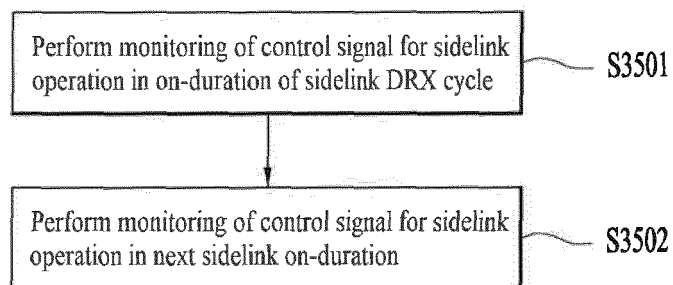 Perform monitoring of control signal for sidelink
operation in on-duration of sidelink DRX cycle
S3501
Perform monitoring of control signal for sidelink
operation in next sidelink on-duration
S3502